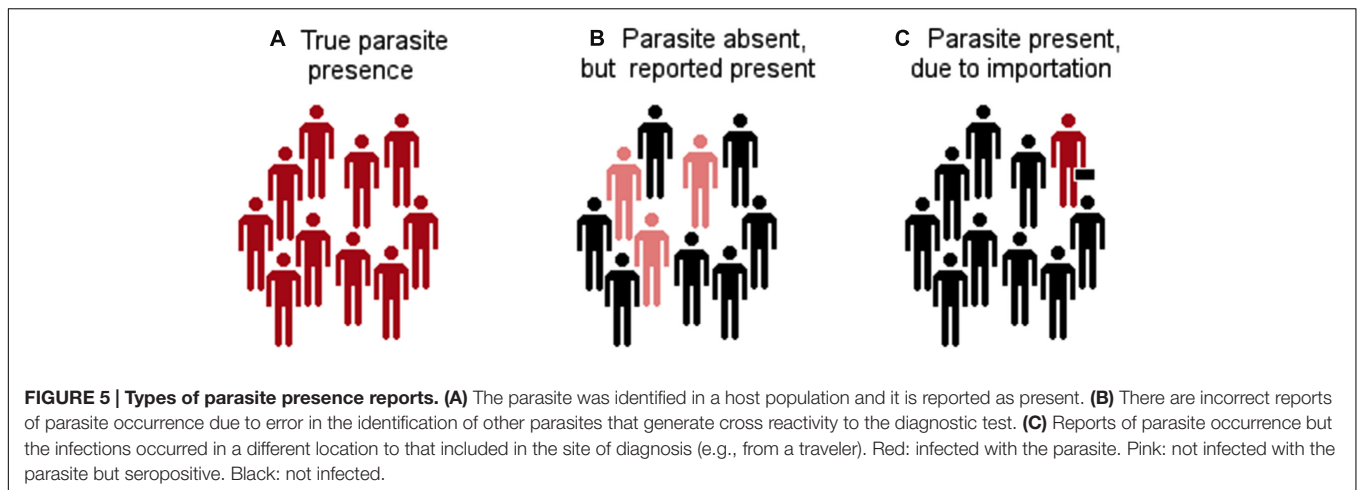 A True parasite
presence
B Parasite absent,
but reported present
C Parasite present,
due to importation
FIGURE 5 | Types of parasite presence reports. (A) The parasite was identified in a host population and it is reported as present. (B) There are incorrect reports
of parasite occurrence due to error in the identification of other parasites that generate cross reactivity to the diagnostic test. (C) Reports of parasite occurrence but
the infections occurred in a different location to that included in the site of diagnosis (e.g., from a traveler). Red: infected with the parasite. Pink: not infected with the
parasite but seropositive. Black: not infected.